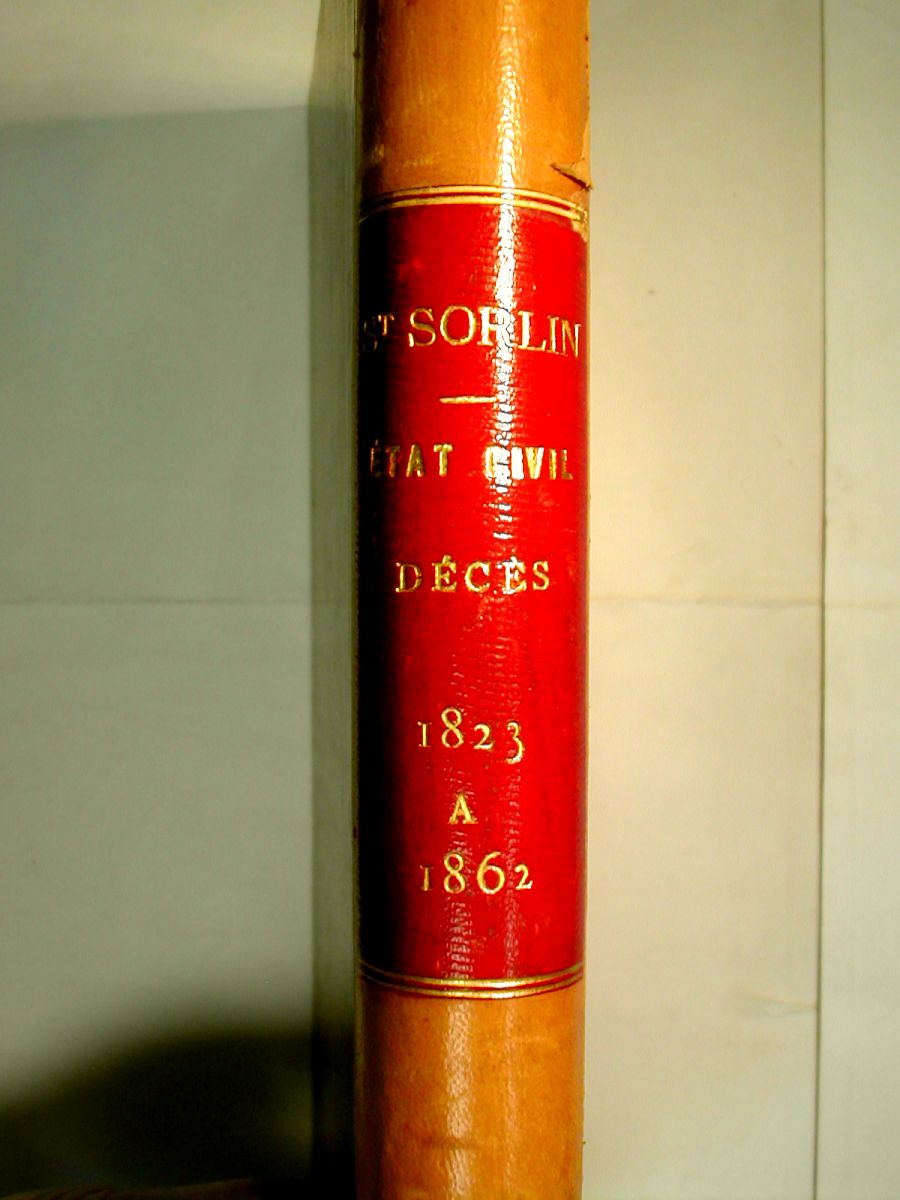 ST SORLIN
ÉTAT CIVIL
DÉCÈS
1823
A
1862